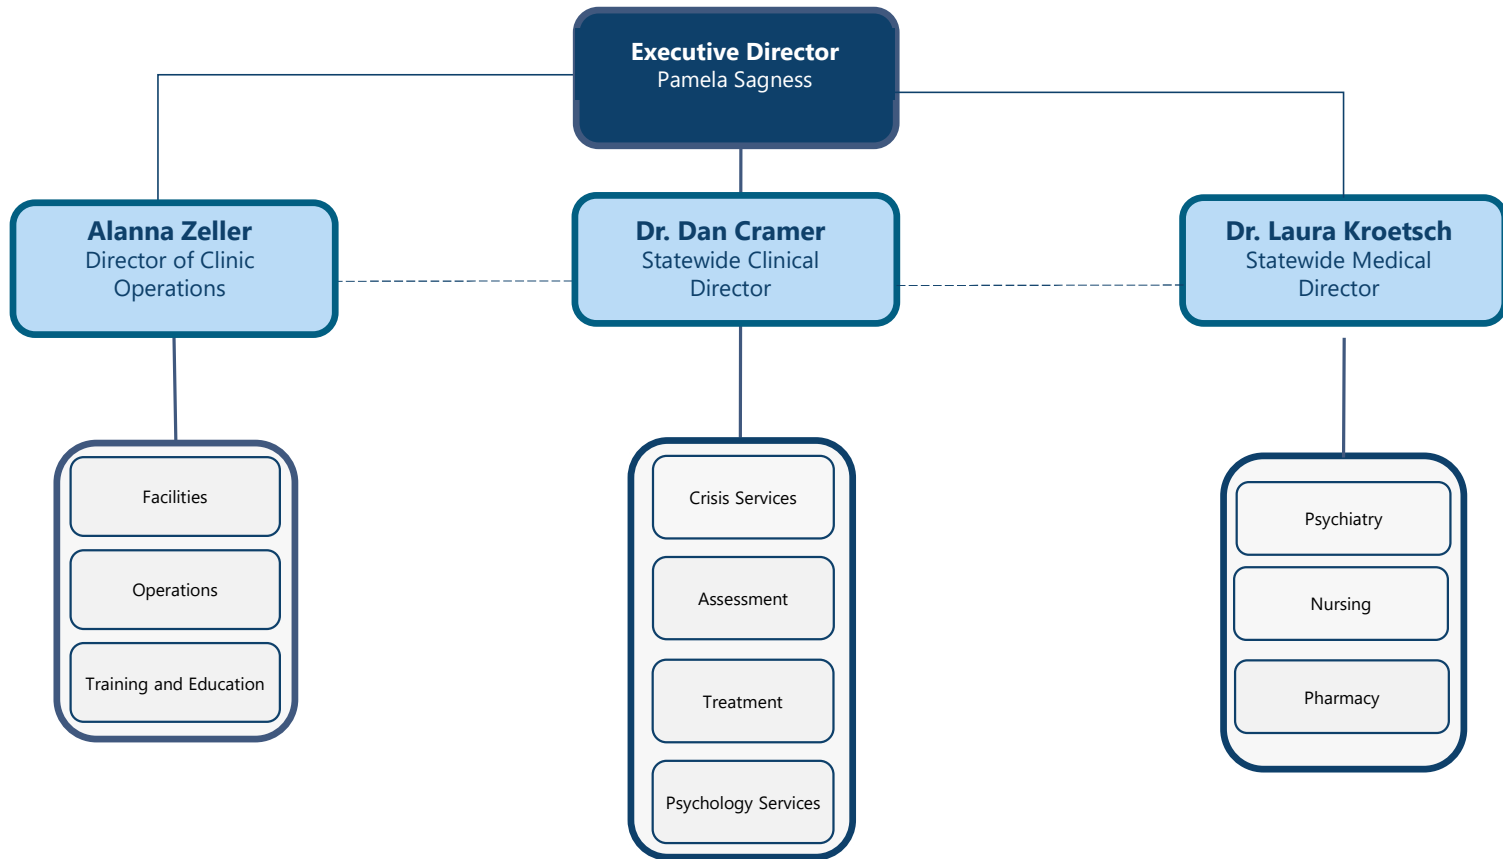 Executive Director
Pamela Sagness
Alanna Zeller
Director of Clinic
Operations
Dr. Dan Cramer
Statewide Clinical
Director
Dr. Laura Kroetsch
Statewide Medical
Director
Facilities
Operations
Training and Education
Crisis Services
Assessment
Treatment
Psychology Services
Psychiatry
Nursing
Pharmacy